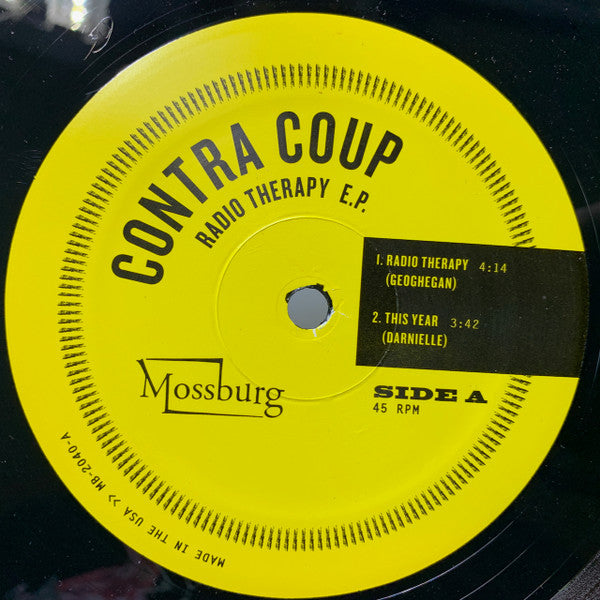 CONTRA COUP
RADIO THERAPY E.P.
1. RADIO THERAPY 4:14
(GEOGHEGAN)
2. THIS YEAR 3:42
(DARNIELLE)
Mossburg
SIDE A
45 RPM
MADE IN THE USA >> MB-2040-A